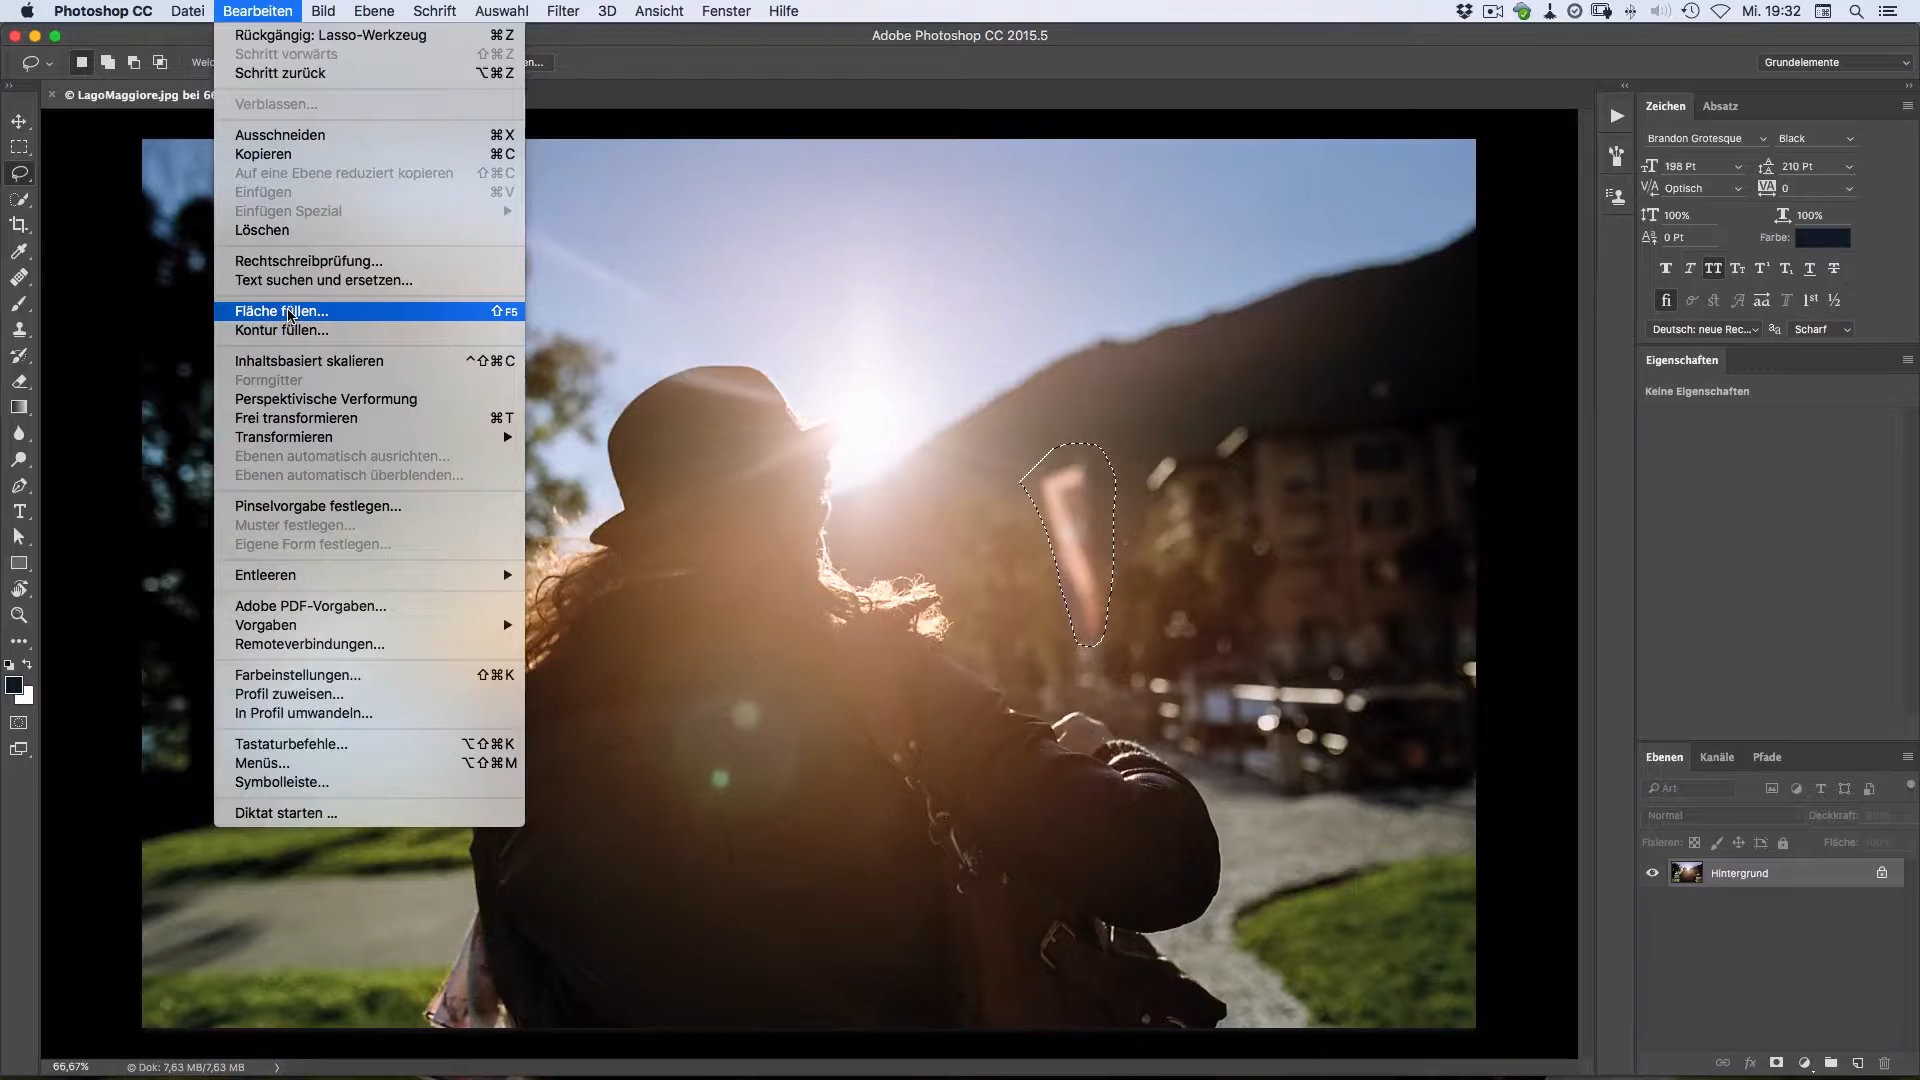 Photoshop CC Datei Bearbeiten Bild Ebene Schrift Auswahl Filter 3D Ansicht Fenster Hilfe
Mi. 19:32
Adobe Photoshop CC 2015.5
en...
Grundelemente
© LagoMaggiore.jpg bei
Rückgängig: Lasso-Werkzeug ⌘Z
Schritt vorwärts ⇧⌘Z
Schritt zurück ⌥⌘Z
Verblassen...
Ausschneiden ⌘X
Kopieren ⌘C
Auf eine Ebene reduziert kopieren ⇧⌘C
Einfügen ⌘V
Einfügen Spezial
Löschen
Rechtschreibprüfung...
Text suchen und ersetzen...
Fläche füllen... ⇧F5
Kontur füllen...
Inhaltsbasiert skalieren ^⇧⌘C
Formgitter
Perspektivische Verformung
Frei transformieren ⌘T
Transformieren
Ebenen automatisch ausrichten...
Ebenen automatisch überblenden...
Pinselvorgabe festlegen...
Muster festlegen...
Eigene Form festlegen...
Entleeren
Adobe PDF-Vorgaben...
Vorgaben
Remoteverbindungen...
Farbeinstellungen... ⇧⌘K
Profil zuweisen...
In Profil umwandeln...
Tastaturbefehle... ⌥⇧⌘K
Menüs... ⌥⇧⌘M
Symbolleiste...
Diktat starten ...
Zeichen Absatz
Brandon Grotesque Black
198 Pt 210 Pt
Optisch 0
100% 100%
0 Pt Farbe:
Deutsch: neue Rec... aa Scharf
Eigenschaften
Keine Eigenschaften
Ebenen Kanäle Pfade
Art
Normal Deckkraft:
Fixieren: Fläche: 100%
Hintergrund
66,67% © Dok: 7,63 MB/7,63 MB